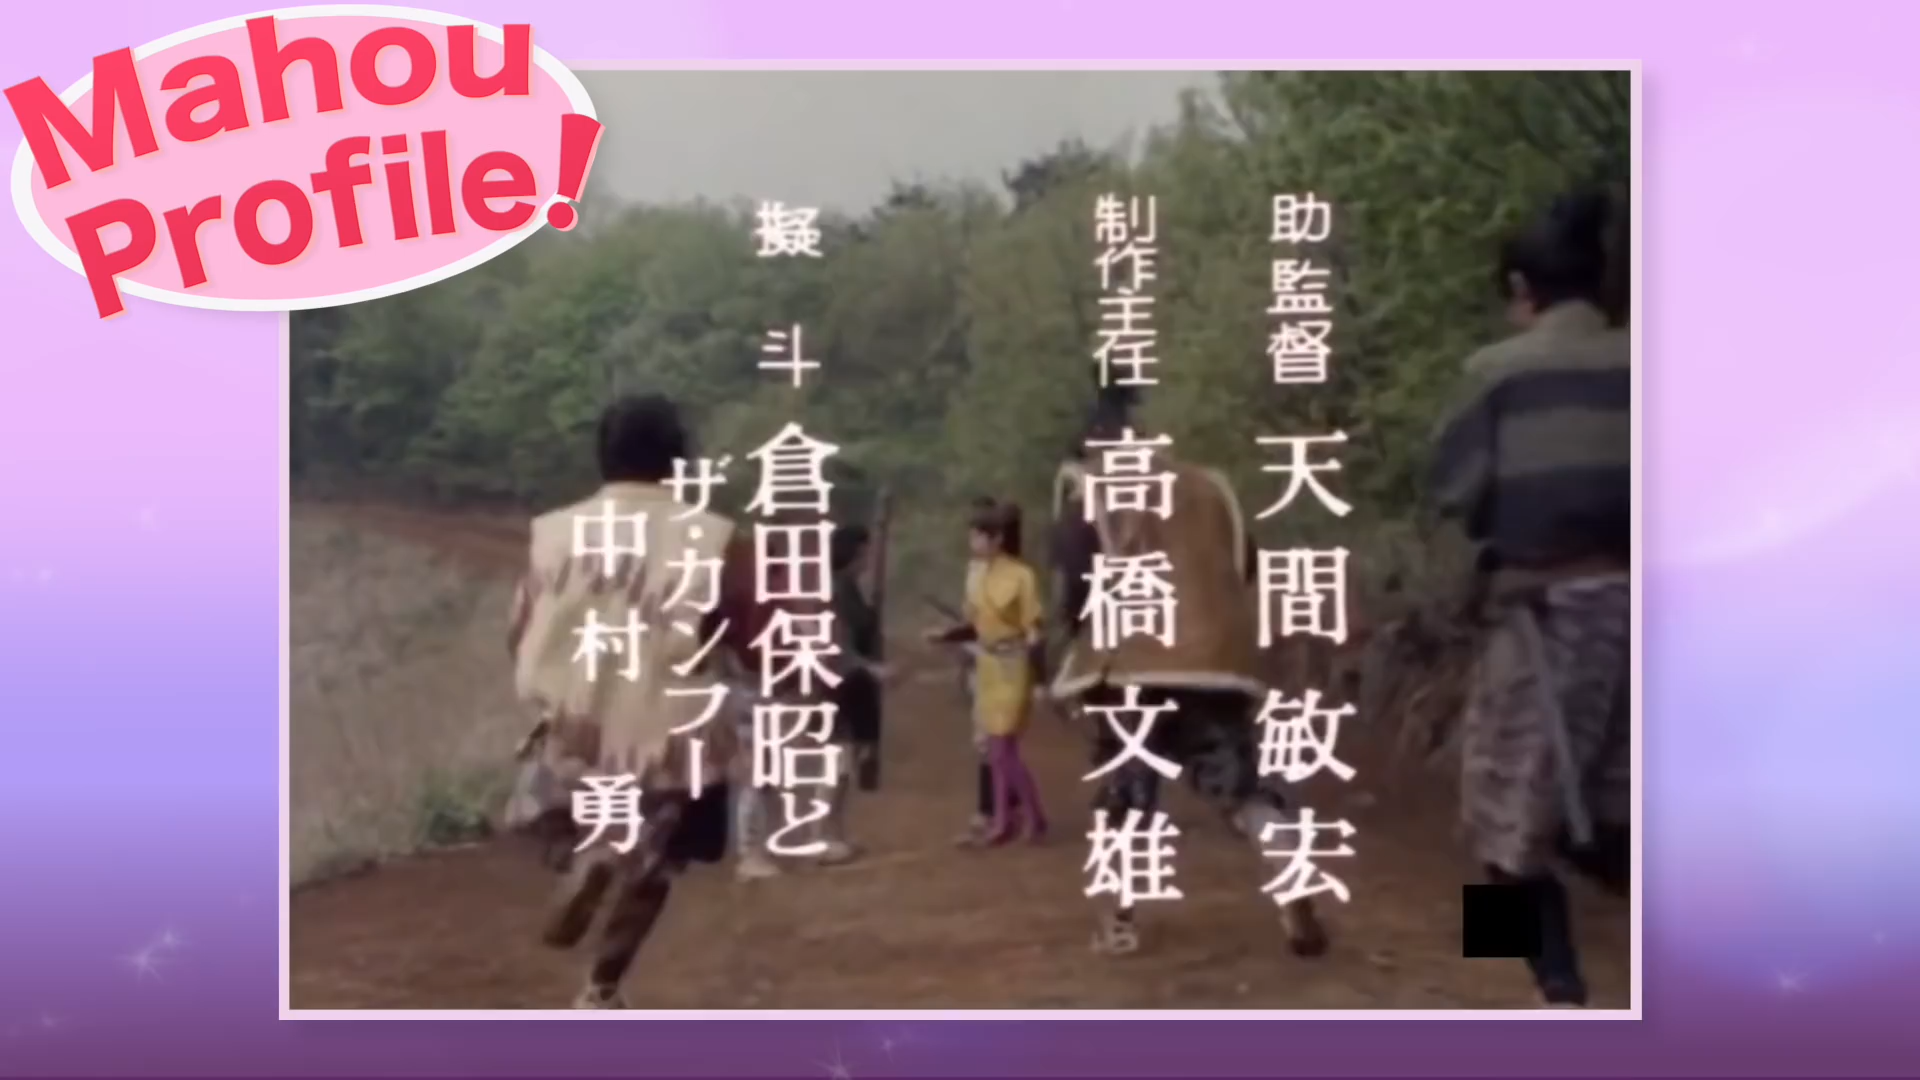 Mahou
Profile!
助監督 天間敏宏
制作主任 高橋文雄
擬斗 倉田保昭と
ザ・カンフー
中村 勇